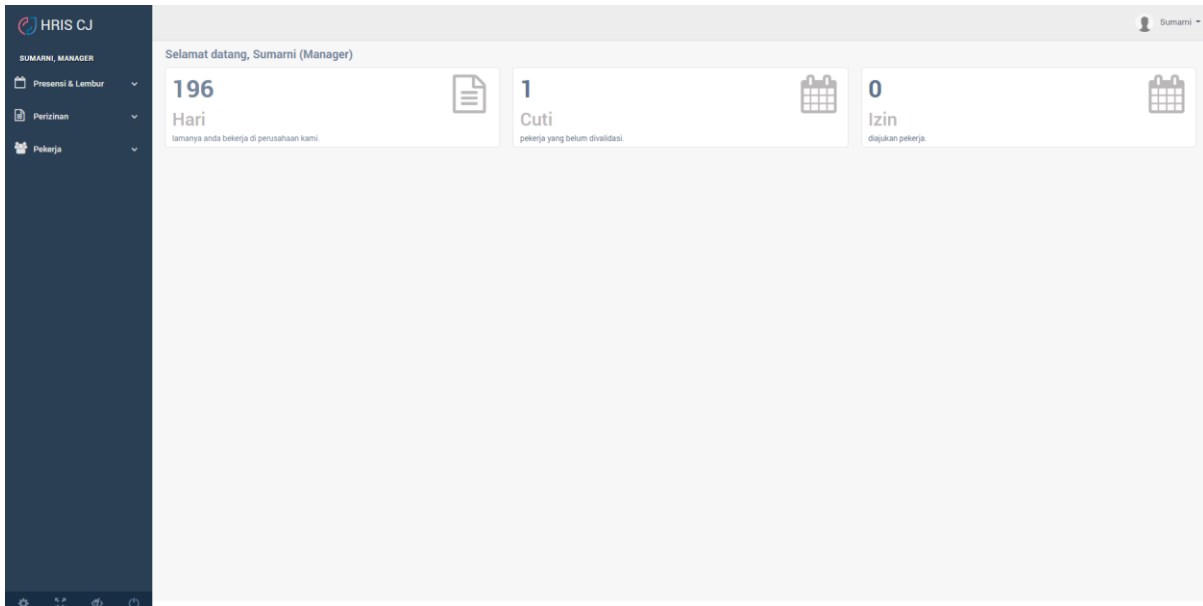 HRIS CJ
Sumarni
SUMARNI, MANAGER
Presensi & Lembur
Perizinan
Pekerja
Selamat datang, Sumarni (Manager)
196
Hari
lamanya anda bekerja di perusahaan kami.
1
Cuti
pekerja yang belum divalidasi.
0
Izin
diajukan pekerja.